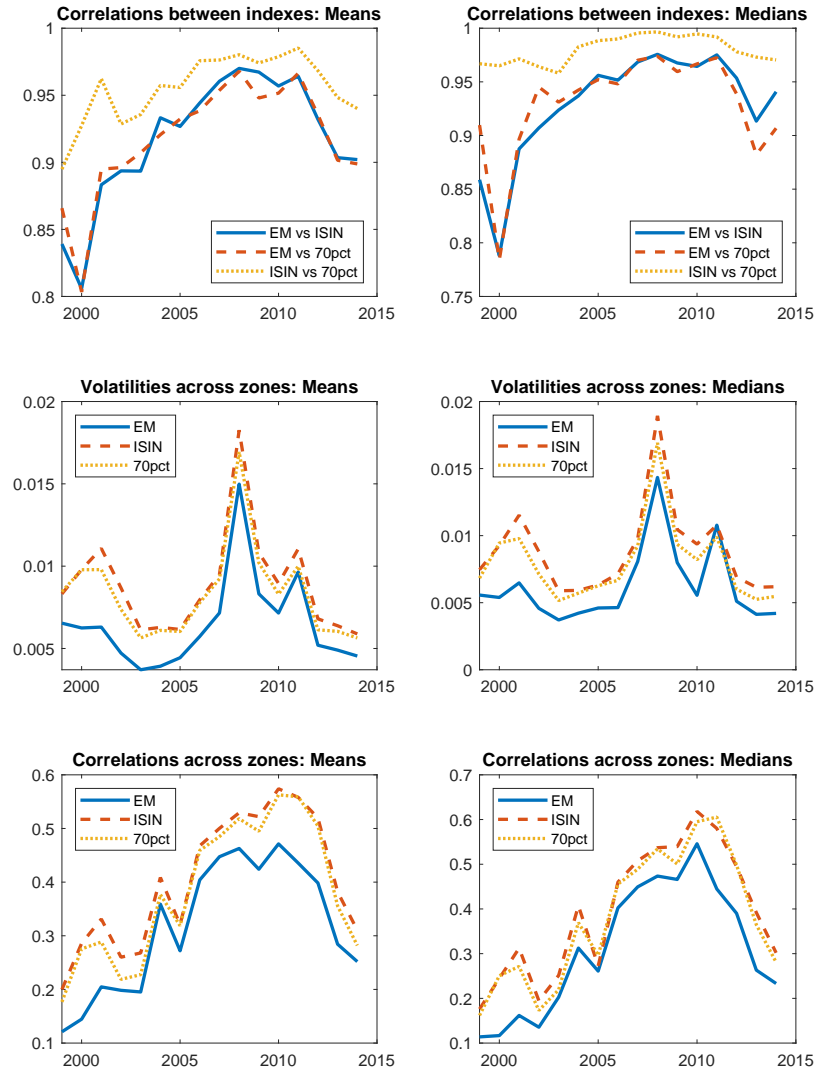 Correlations between indexes: Means
1
0.95
0.9
0.85
0.8
2000 2005 2010 2015
EM vs ISIN
EM vs 70pct
ISIN vs 70pct
Correlations between indexes: Medians
1
0.95
0.9
0.85
0.8
0.75
2000 2005 2010 2015
EM vs ISIN
EM vs 70pct
ISIN vs 70pct
Volatilities across zones: Means
0.02
0.015
0.01
0.005
2000 2005 2010 2015
EM
ISIN
70pct
Volatilities across zones: Medians
0.02
0.015
0.01
0.005
0
2000 2005 2010 2015
EM
ISIN
70pct
Correlations across zones: Means
0.6
0.5
0.4
0.3
0.2
0.1
2000 2005 2010 2015
EM
ISIN
70pct
Correlations across zones: Medians
0.7
0.6
0.5
0.4
0.3
0.2
0.1
2000 2005 2010 2015
EM
ISIN
70pct